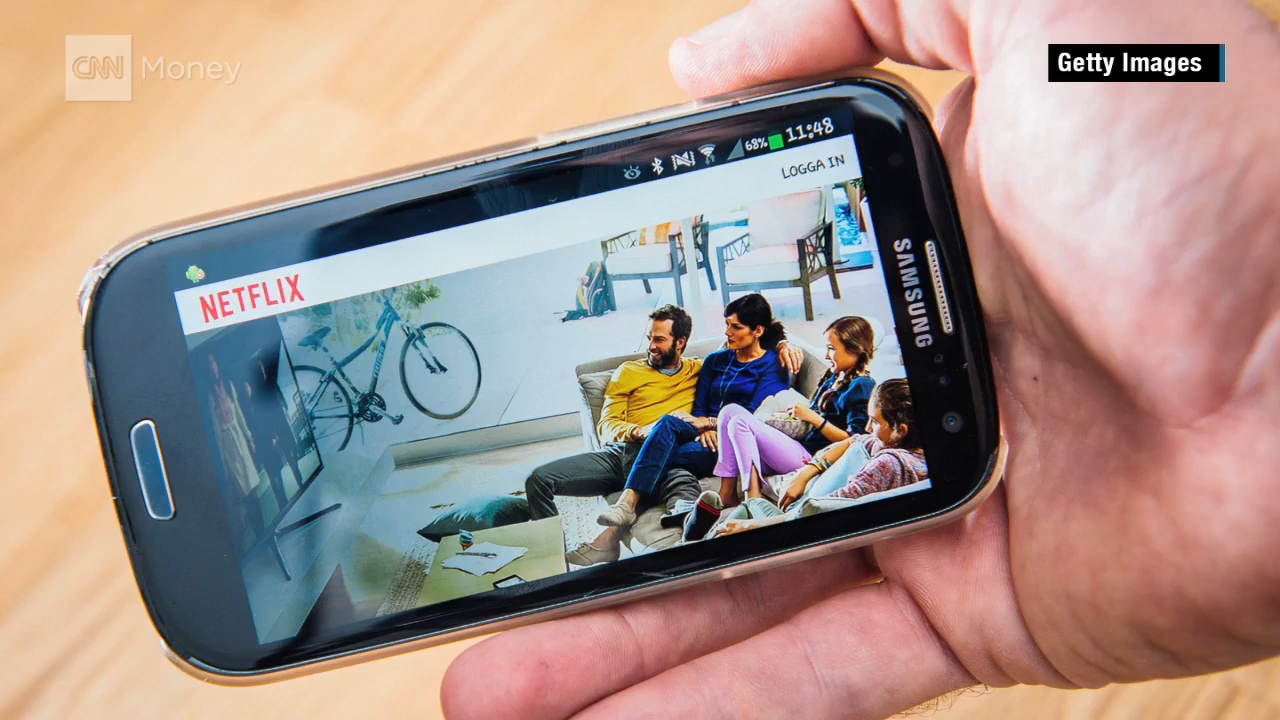 CNN Money
Getty Images
68% 11:48
LOGGA IN
NETFLIX
SAMSUNG